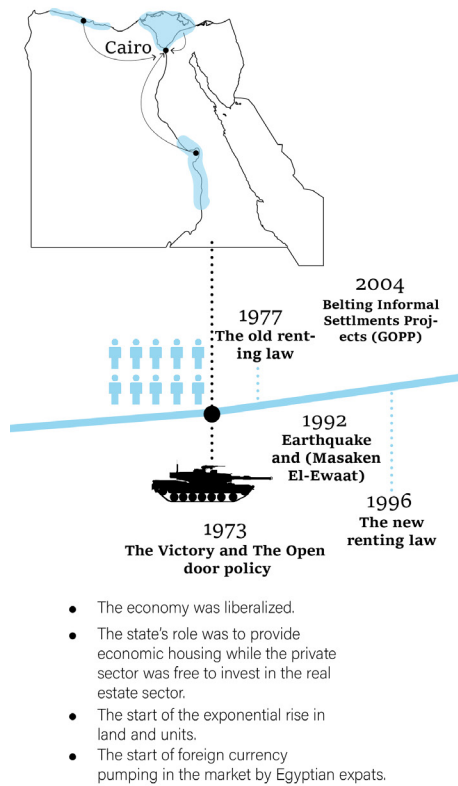 Cairo
2004
Belting Informal
Settlments Proj-
ects (GOPP)
1977
The old rent-
ing law
1992
Earthquake
and (Masaken
El-Ewaat)
1996
The new
renting law
1973
The Victory and The Open
door policy
• The economy was liberalized.
• The state's role was to provide
economic housing while the private
sector was free to invest in the real
estate sector.
• The start of the exponential rise in
land and units.
• The start of foreign currency
pumping in the market by Egyptian expats.